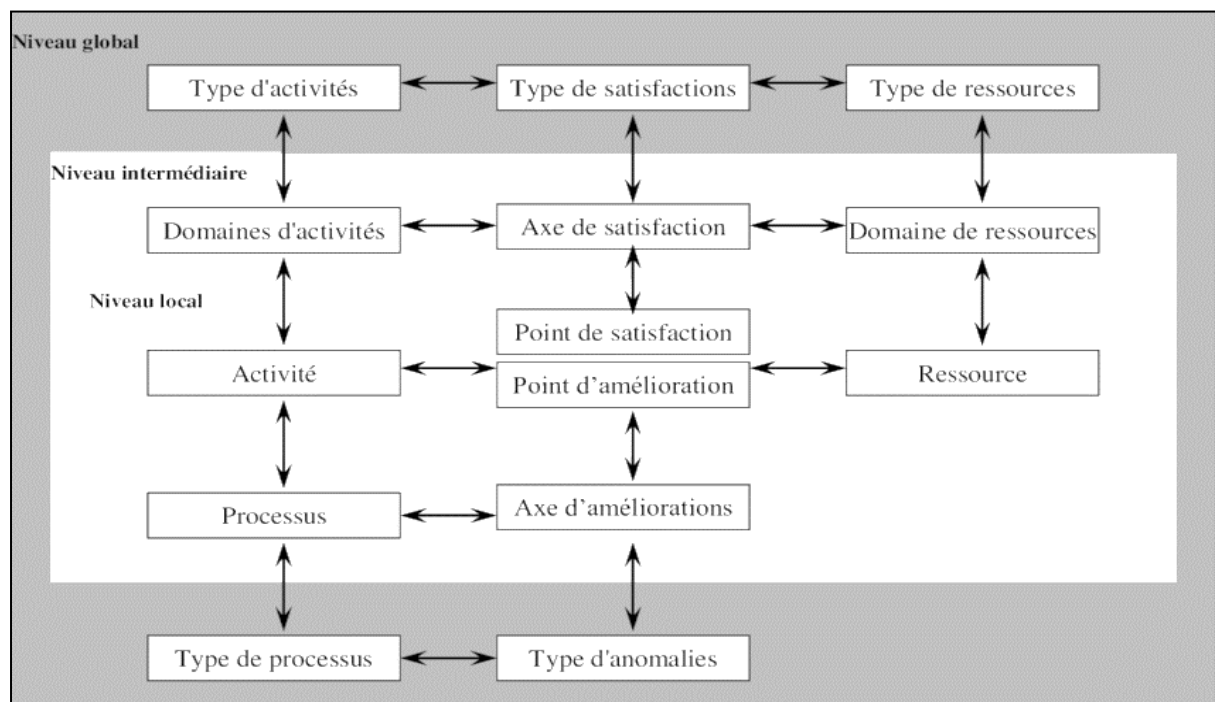 Niveau global
Type d'activités
Type de satisfactions
Type de ressources
Niveau intermédiaire
Domaines d'activités
Axe de satisfaction
Domaine de ressources
Niveau local
Point de satisfaction
Activité
Point d’amélioration
Ressource
Processus
Axe d’améliorations
Type de processus
Type d'anomalies